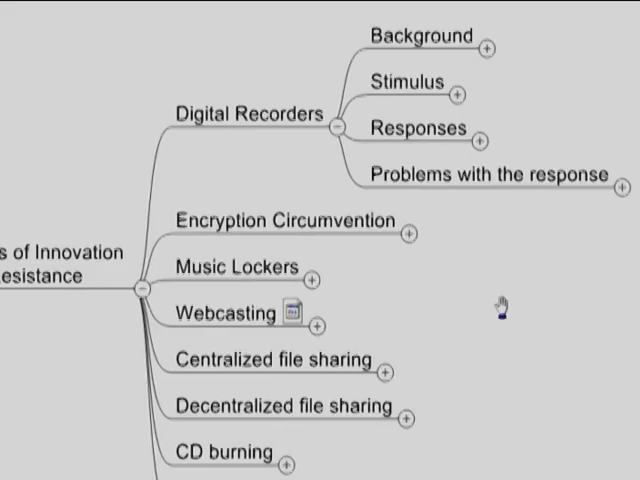 Background
Stimulus
Digital Recorders
Responses
Problems with the response
Encryption Circumvention
s of Innovation
esistance
Music Lockers
Webcasting
Centralized file sharing
Decentralized file sharing
CD burning